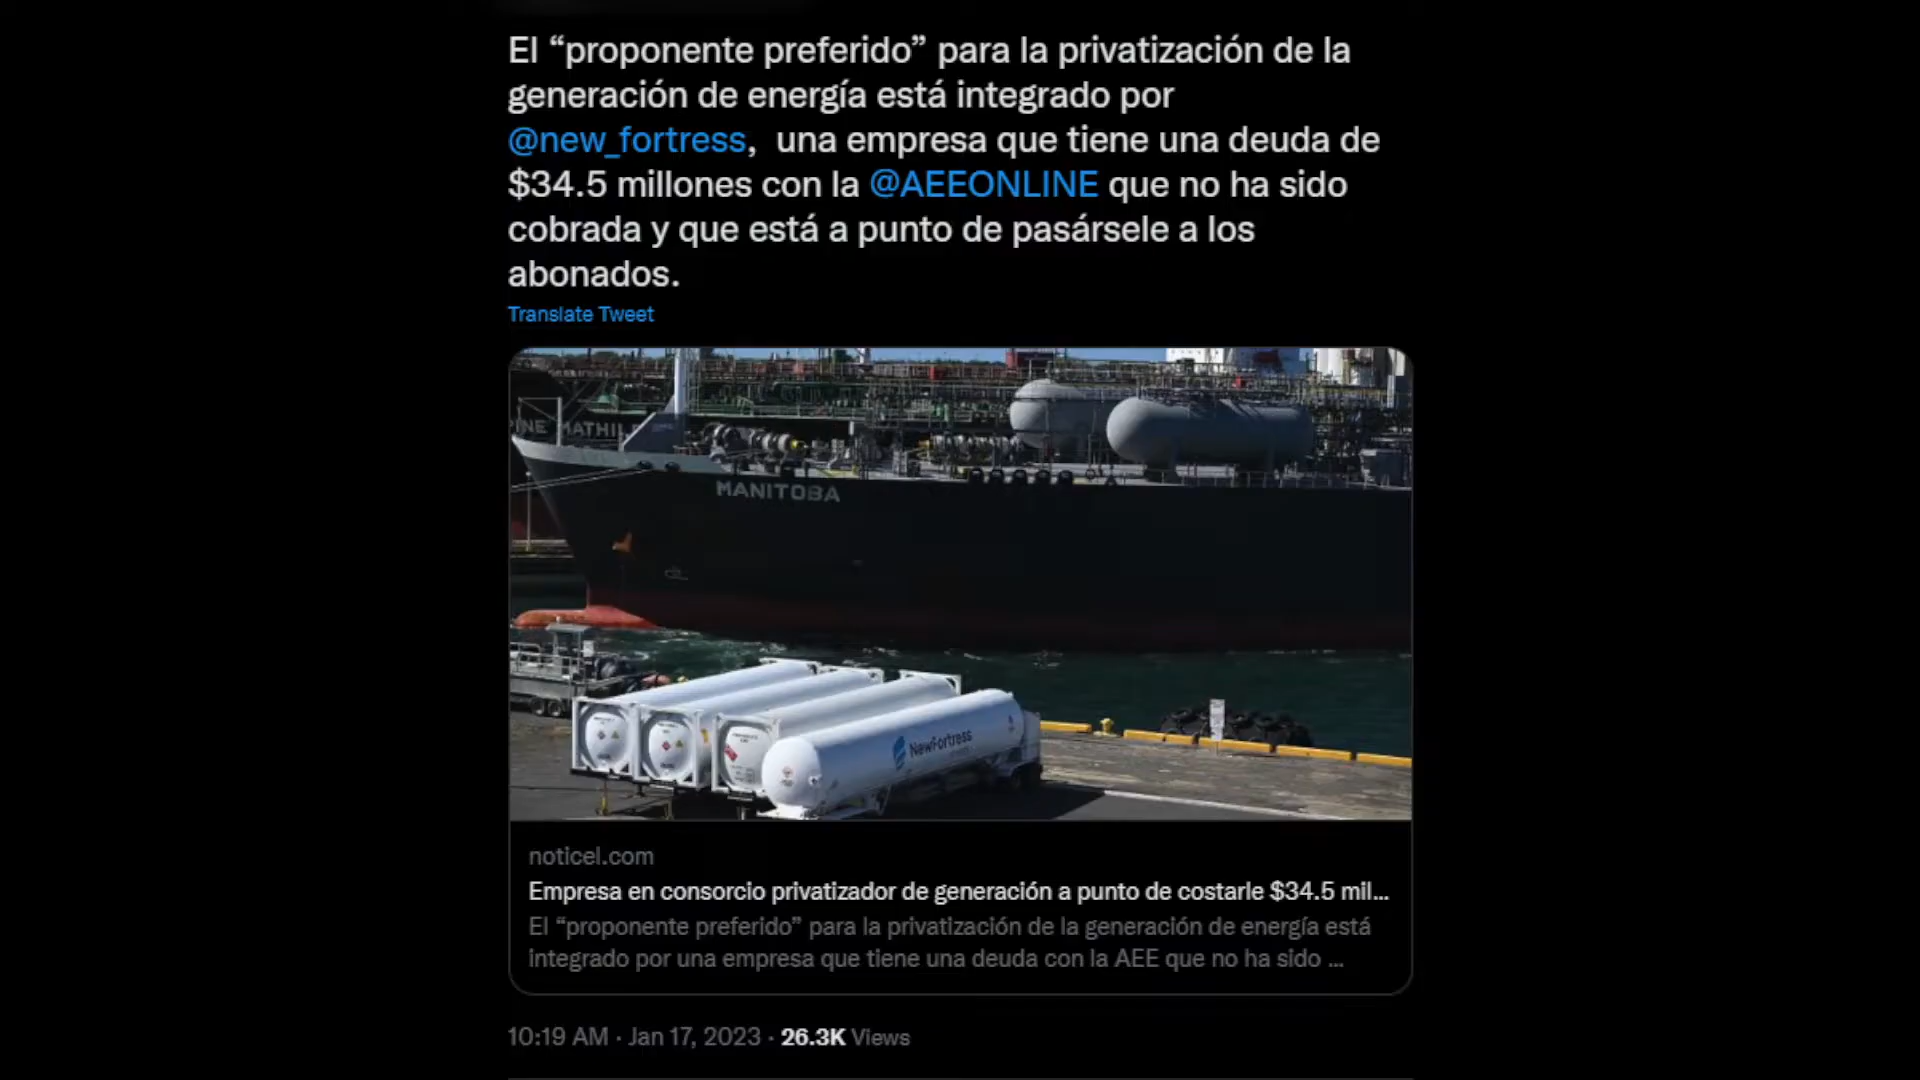 El “proponente preferido” para la privatización de la
generación de energía está integrado por
@new_fortress,  una empresa que tiene una deuda de
$34.5 millones con la @AEEONLINE que no ha sido
cobrada y que está a punto de pasársele a los
abonados.
Translate Tweet
MANITOBA
NewFortress
noticel.com
Empresa en consorcio privatizador de generación a punto de costarle $34.5 mil...
El “proponente preferido” para la privatización de la generación de energía está
integrado por una empresa que tiene una deuda con la AEE que no ha sido ...
10:19 AM · Jan 17, 2023 · 26.3K Views